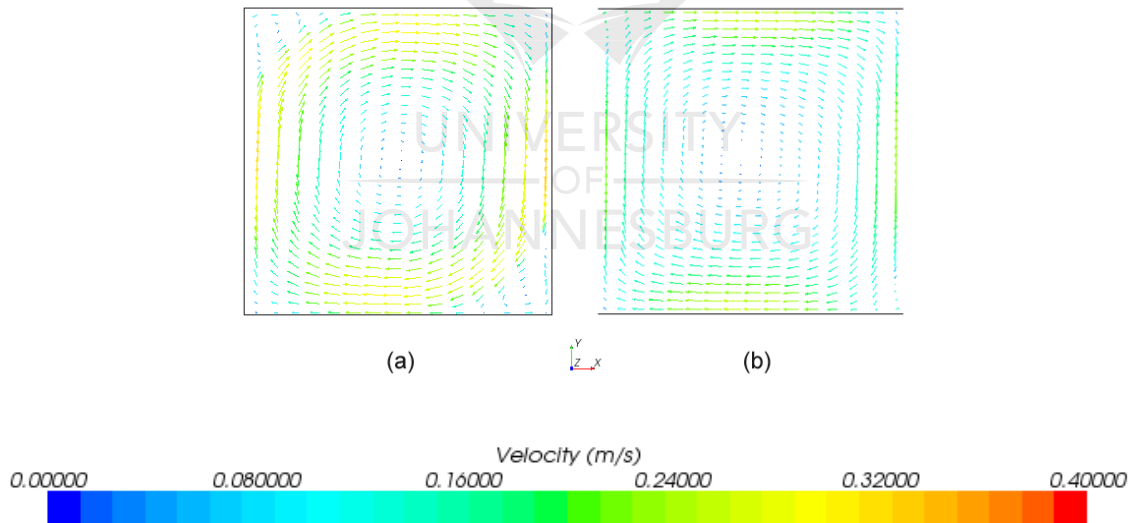 UNIVERSITY
OF
JOHANNESBURG
Y
Z X
(a)
(b)
Velocity (m/s)
0.00000 0.080000 0.16000 0.24000 0.32000 0.40000